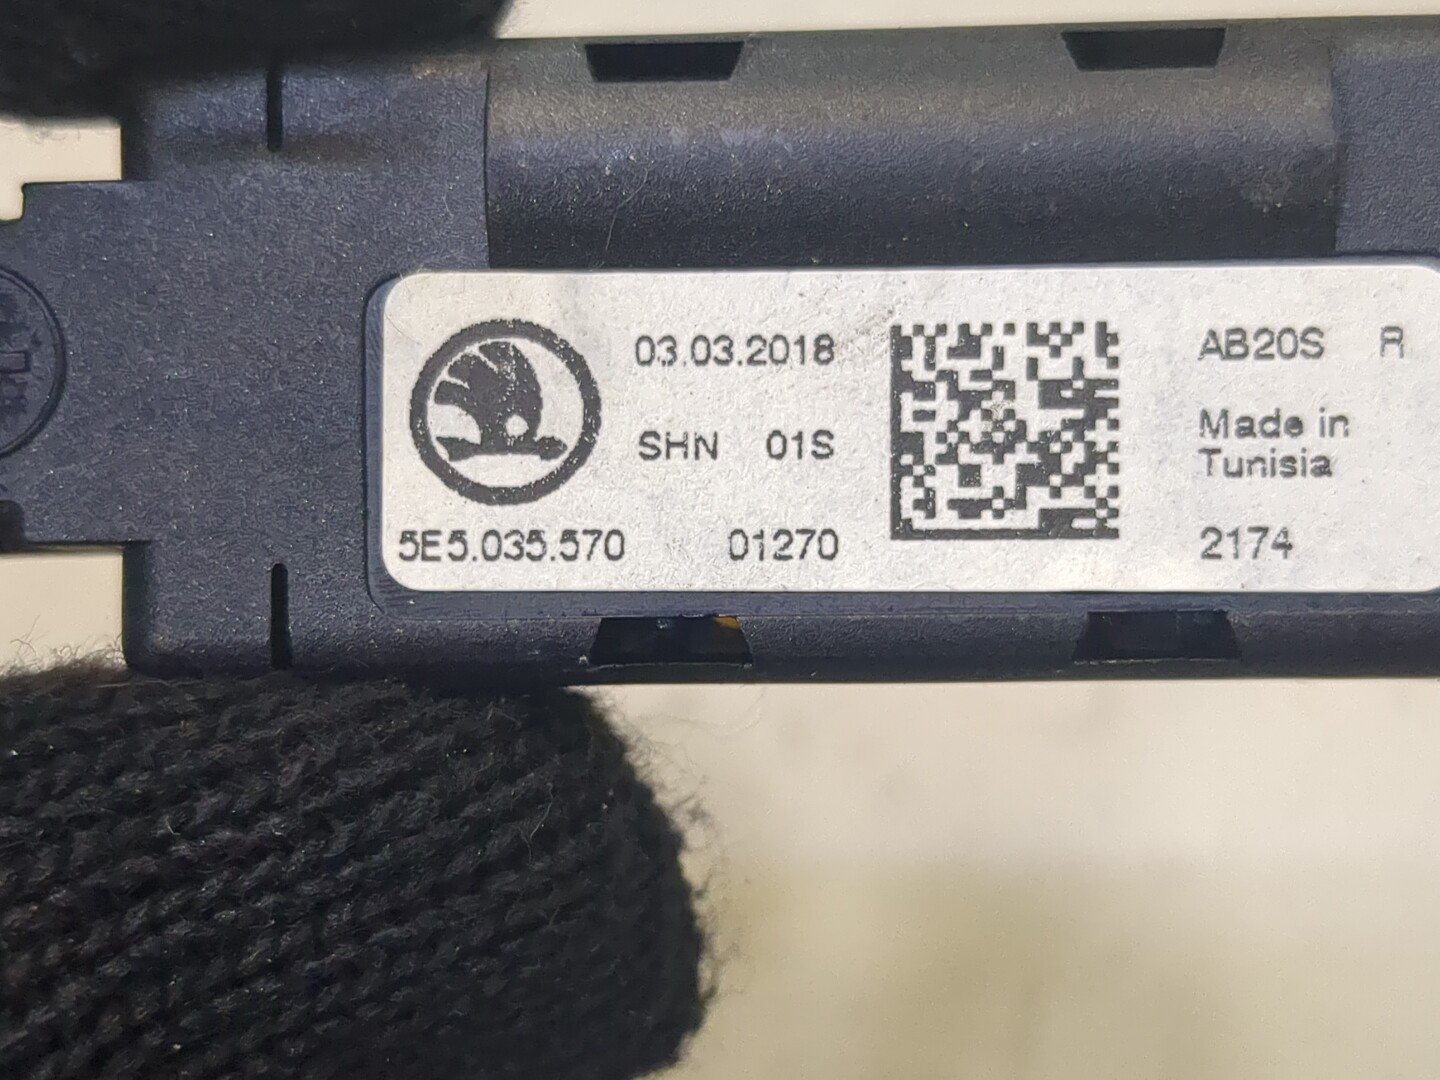 03.03.2018
SHN 01S
5E5.035.570 01270
AB20S R
Made in
Tunisia
2174